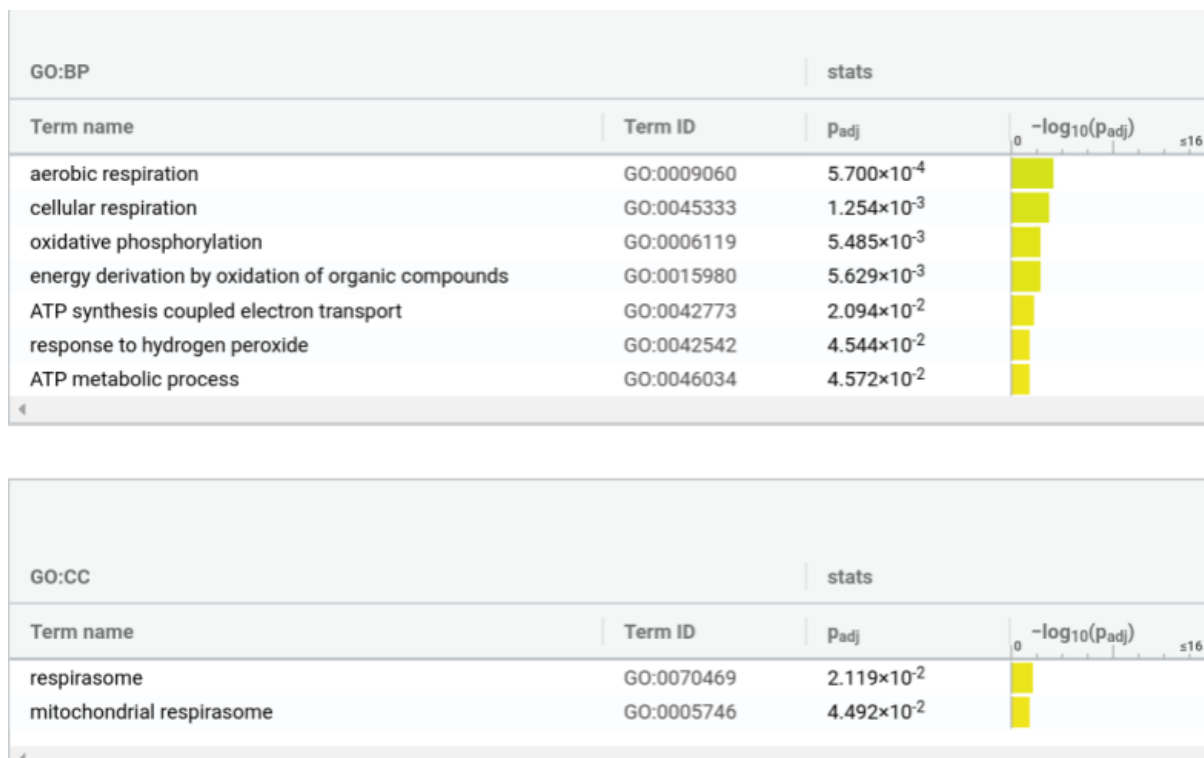 GO:BP stats
Term name Term ID padj −log10(padj)
0 ≤16
aerobic respiration GO:0009060 5.700×10-4
cellular respiration GO:0045333 1.254×10-3
oxidative phosphorylation GO:0006119 5.485×10-3
energy derivation by oxidation of organic compounds GO:0015980 5.629×10-3
ATP synthesis coupled electron transport GO:0042773 2.094×10-2
response to hydrogen peroxide GO:0042542 4.544×10-2
ATP metabolic process GO:0046034 4.572×10-2
GO:CC stats
Term name Term ID padj −log10(padj)
0 ≤16
respirasome GO:0070469 2.119×10-2
mitochondrial respirasome GO:0005746 4.492×10-2